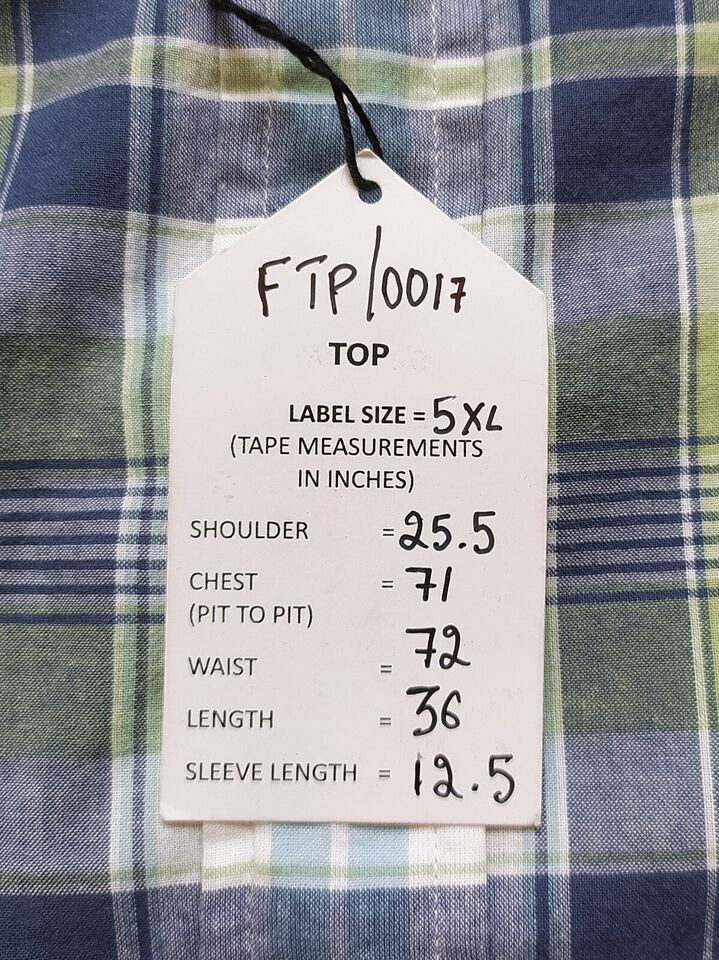 FTP/0017
TOP
LABEL SIZE = 5XL
(TAPE MEASUREMENTS
IN INCHES)
SHOULDER = 25.5
CHEST = 71
(PIT TO PIT)
WAIST = 72
LENGTH = 36
SLEEVE LENGTH = 12.5